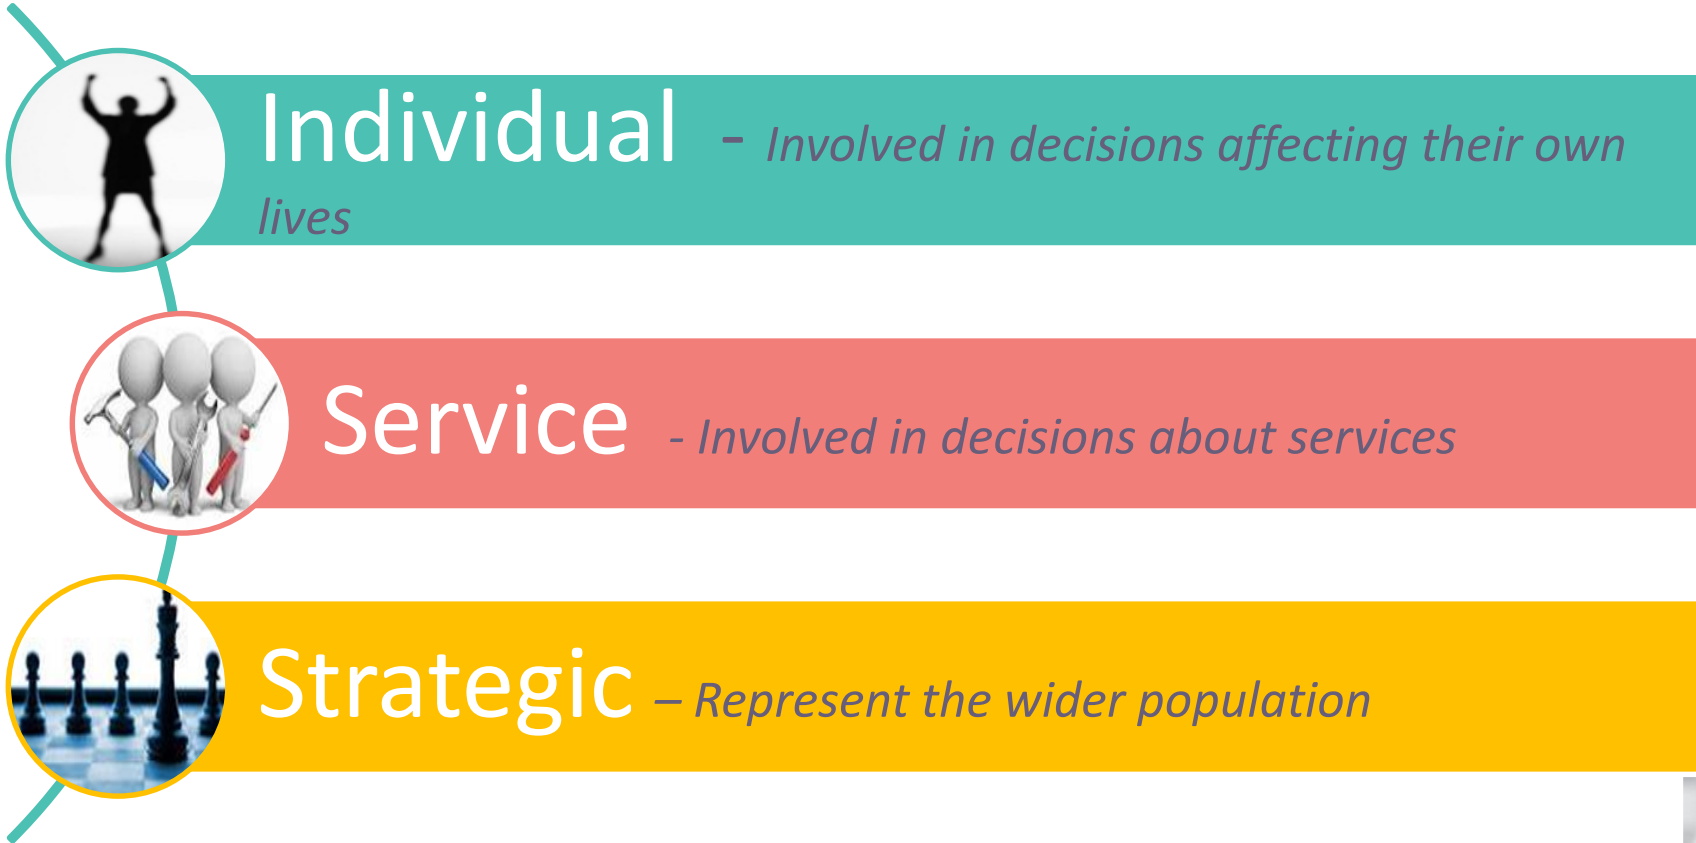 Individual - Involved in decisions affecting their own
lives
Service - Involved in decisions about services
Strategic – Represent the wider population